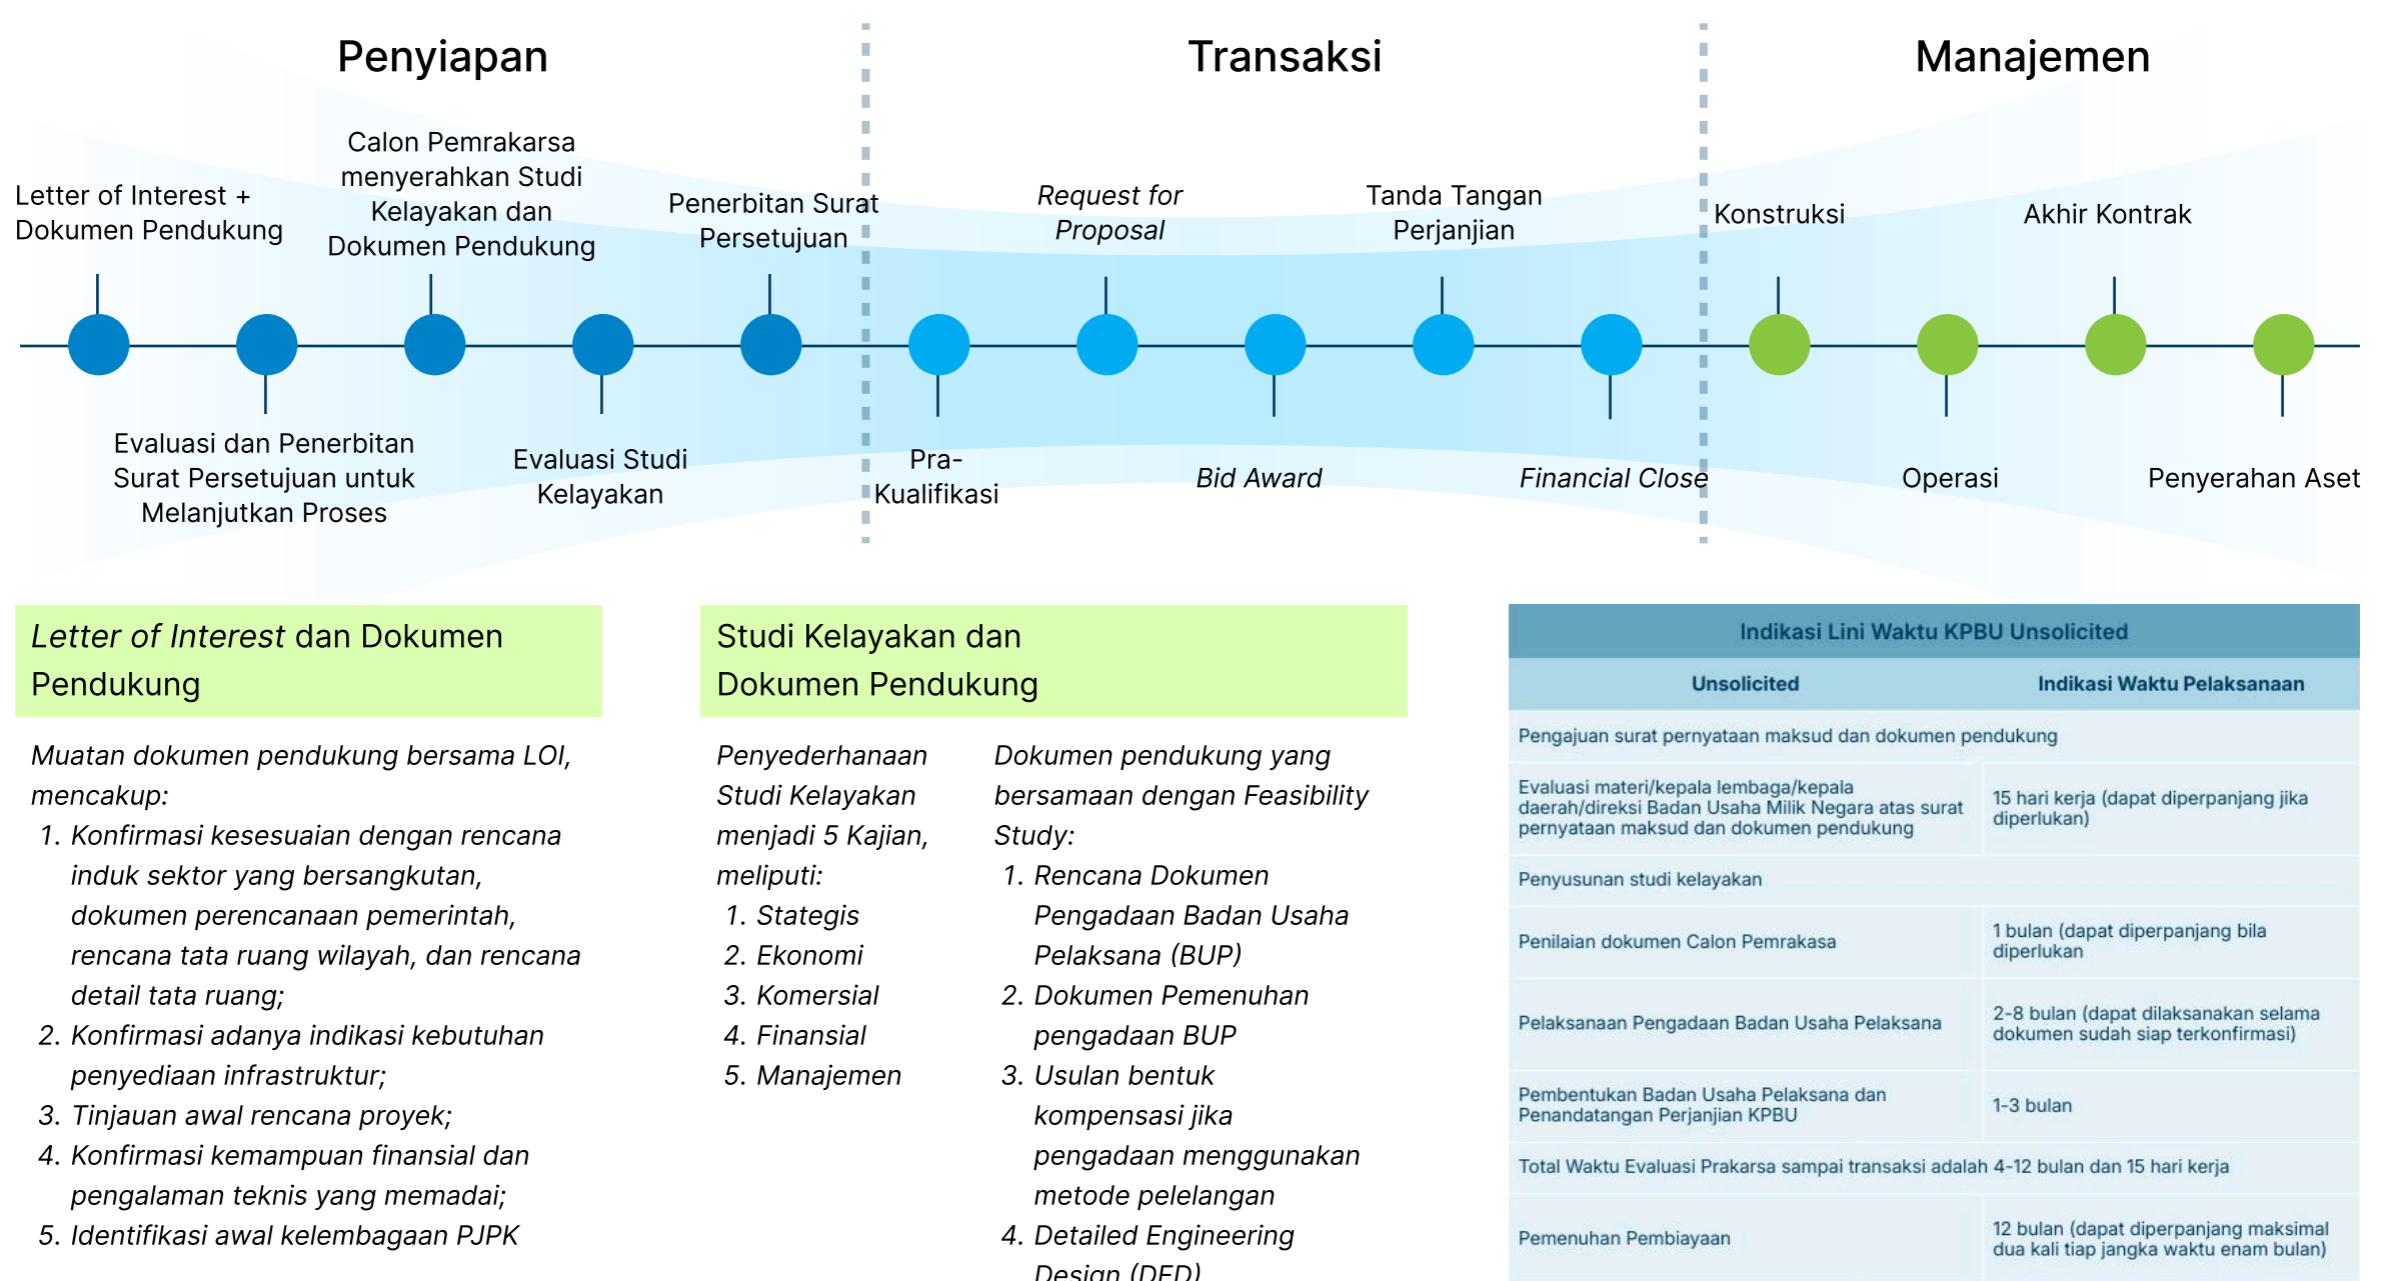 Penyiapan
Transaksi
Manajemen
Letter of Interest +
Dokumen Pendukung
Calon Pemrakarsa
menyerahkan Studi
Kelayakan dan
Dokumen Pendukung
Penerbitan Surat
Persetujuan
Request for
Proposal
Tanda Tangan
Perjanjian
Konstruksi
Akhir Kontrak
Evaluasi dan Penerbitan
Surat Persetujuan untuk
Melanjutkan Proses
Evaluasi Studi
Kelayakan
Pra-
Kualifikasi
Bid Award
Financial Close
Operasi
Penyerahan Aset
Letter of Interest dan Dokumen
Pendukung
Muatan dokumen pendukung bersama LOI,
mencakup:
1. Konfirmasi kesesuaian dengan rencana
induk sektor yang bersangkutan,
dokumen perencanaan pemerintah,
rencana tata ruang wilayah, dan rencana
detail tata ruang;
2. Konfirmasi adanya indikasi kebutuhan
penyediaan infrastruktur;
3. Tinjauan awal rencana proyek;
4. Konfirmasi kemampuan finansial dan
pengalaman teknis yang memadai;
5. Identifikasi awal kelembagaan PJPK
Studi Kelayakan dan
Dokumen Pendukung
Penyederhanaan
Studi Kelayakan
menjadi 5 Kajian,
meliputi:
1. Stategis
2. Ekonomi
3. Komersial
4. Finansial
5. Manajemen
Dokumen pendukung yang
bersamaan dengan Feasibility
Study:
1. Rencana Dokumen
Pengadaan Badan Usaha
Pelaksana (BUP)
2. Dokumen Pemenuhan
pengadaan BUP
3. Usulan bentuk
kompensasi jika
pengadaan menggunakan
metode pelelangan
4. Detailed Engineering
Design (DED)
Indikasi Lini Waktu KPBU Unsolicited
Unsolicited
Indikasi Waktu Pelaksanaan
Pengajuan surat pernyataan maksud dan dokumen pendukung
Evaluasi materi/kepala lembaga/kepala
daerah/direksi Badan Usaha Milik Negara atas surat
pernyataan maksud dan dokumen pendukung
15 hari kerja (dapat diperpanjang jika
diperlukan)
Penyusunan studi kelayakan
Penilaian dokumen Calon Pemrakasa
1 bulan (dapat diperpanjang bila
diperlukan
Pelaksanaan Pengadaan Badan Usaha Pelaksana
2-8 bulan (dapat dilaksanakan selama
dokumen sudah siap terkonfirmasi)
Pembentukan Badan Usaha Pelaksana dan
Penandatangan Perjanjian KPBU
1-3 bulan
Total Waktu Evaluasi Prakarsa sampai transaksi adalah 4-12 bulan dan 15 hari kerja
Pemenuhan Pembiayaan
12 bulan (dapat diperpanjang maksimal
dua kali tiap jangka waktu enam bulan)